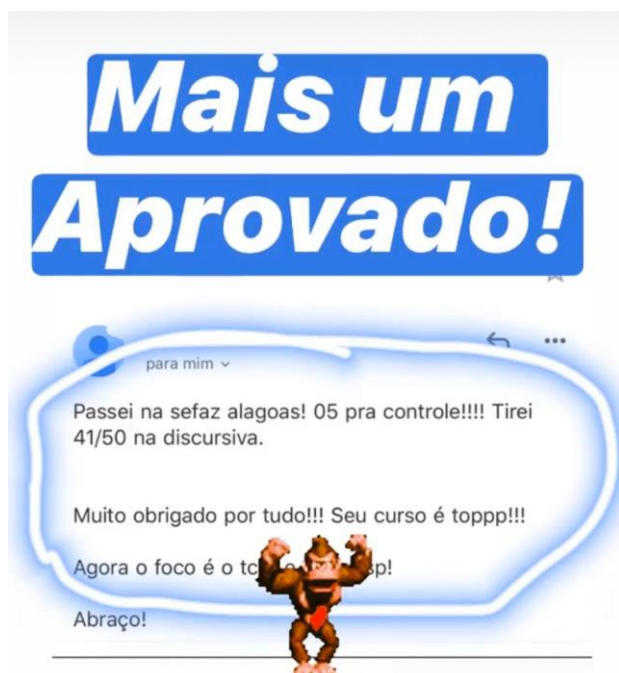 Mais um
Aprovado!
para mim
Passei na sefaz alagoas! 05 pra controle!!!! Tirei
41/50 na discursiva.
Muito obrigado por tudo!!! Seu curso é toppp!!!
Agora o foco é o
Abraço!